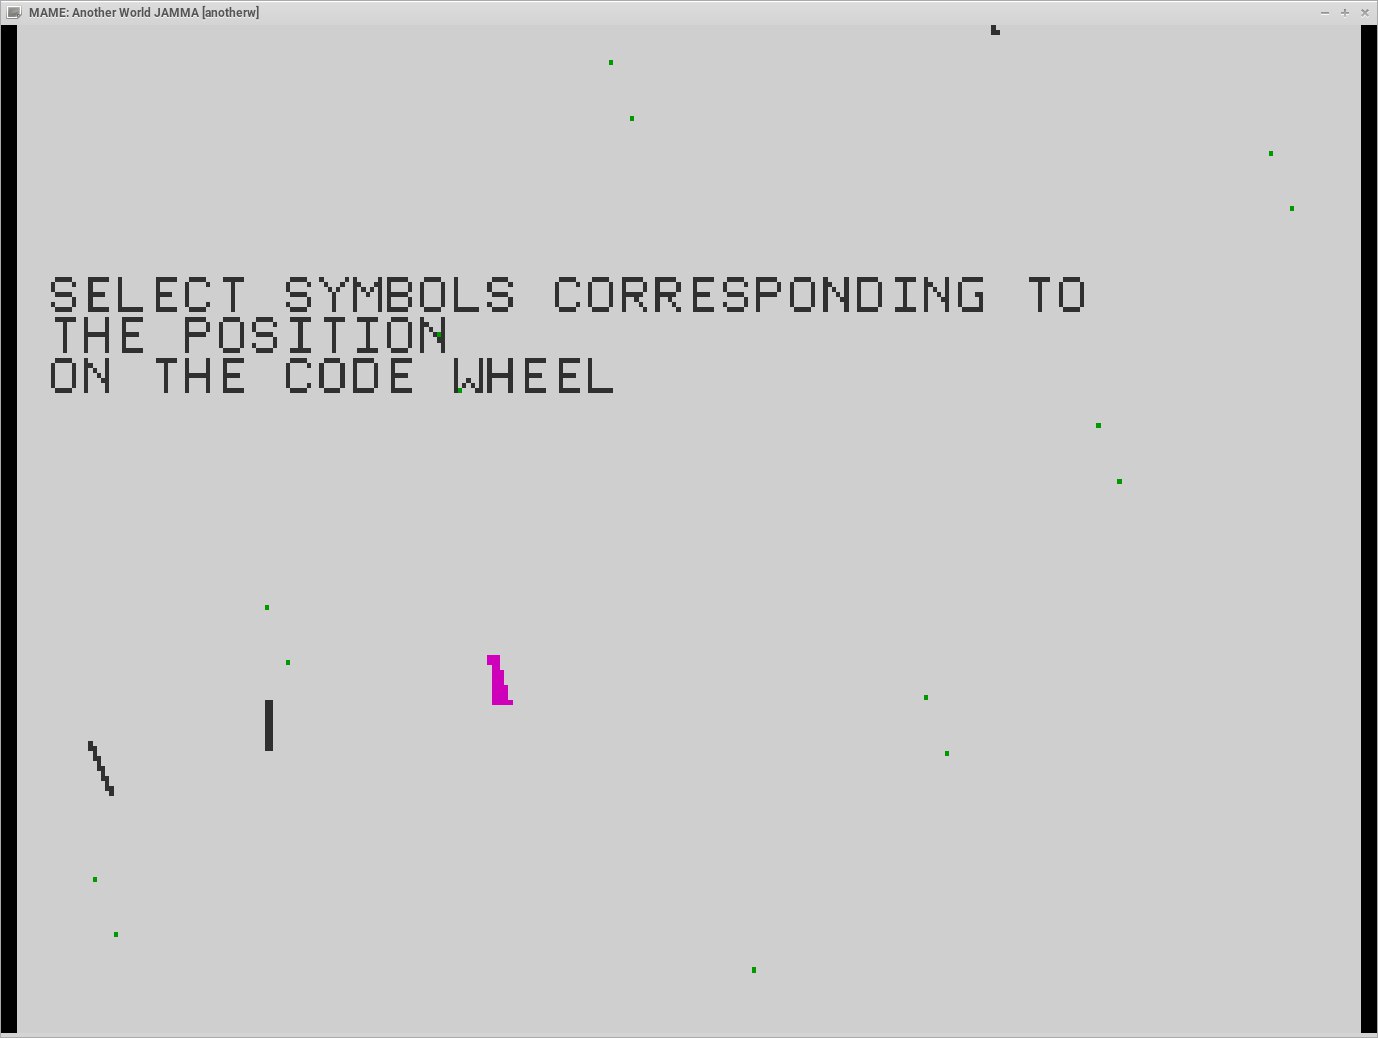 MAME: Another World JAMMA [anotherw]
SELECT SYMBOLS CORRESPONDING TO
THE POSITION
ON THE CODE WHEEL